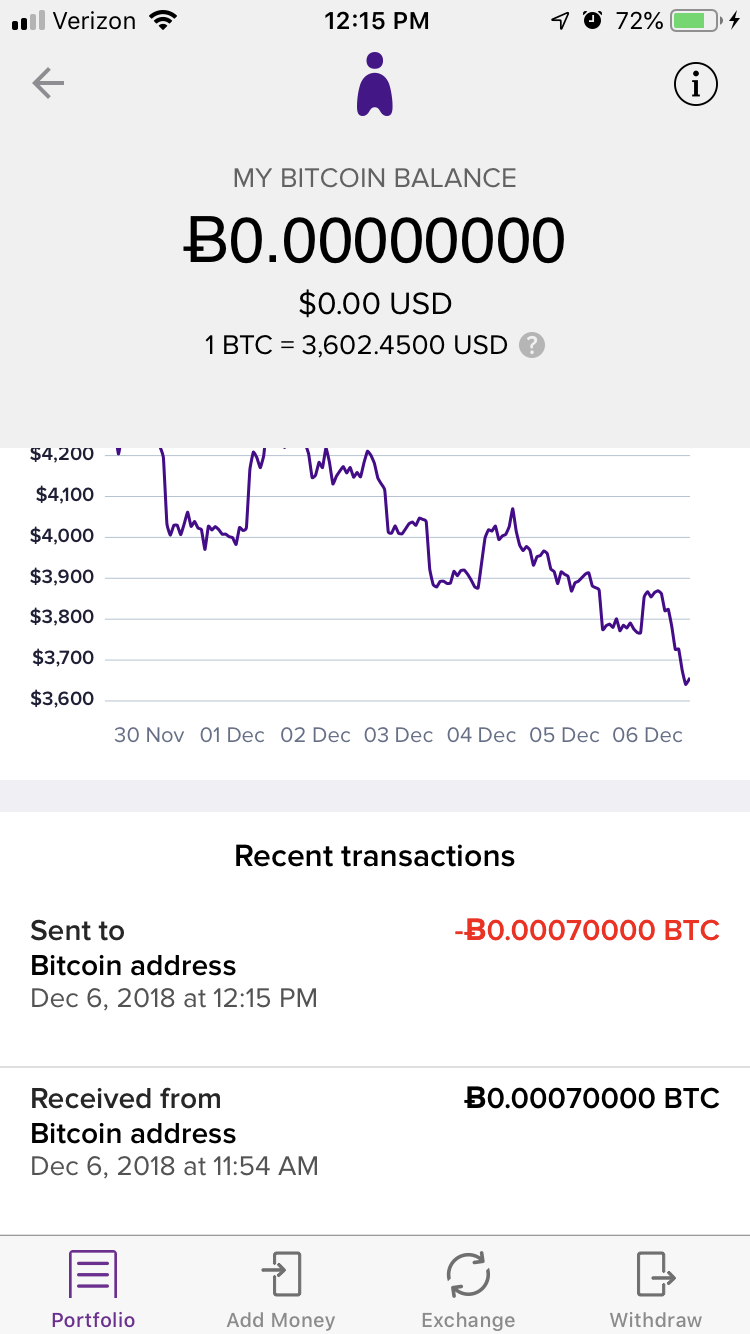 Verizon 12:15 PM 72%
MY BITCOIN BALANCE
Ƀ0.00000000
$0.00 USD
1 BTC = 3,602.4500 USD ?
$4,200
$4,100
$4,000
$3,900
$3,800
$3,700
$3,600
30 Nov 01 Dec 02 Dec 03 Dec 04 Dec 05 Dec 06 Dec
Recent transactions
Sent to -Ƀ0.00070000 BTC
Bitcoin address
Dec 6, 2018 at 12:15 PM
Received from Ƀ0.00070000 BTC
Bitcoin address
Dec 6, 2018 at 11:54 AM
Portfolio Add Money Exchange Withdraw